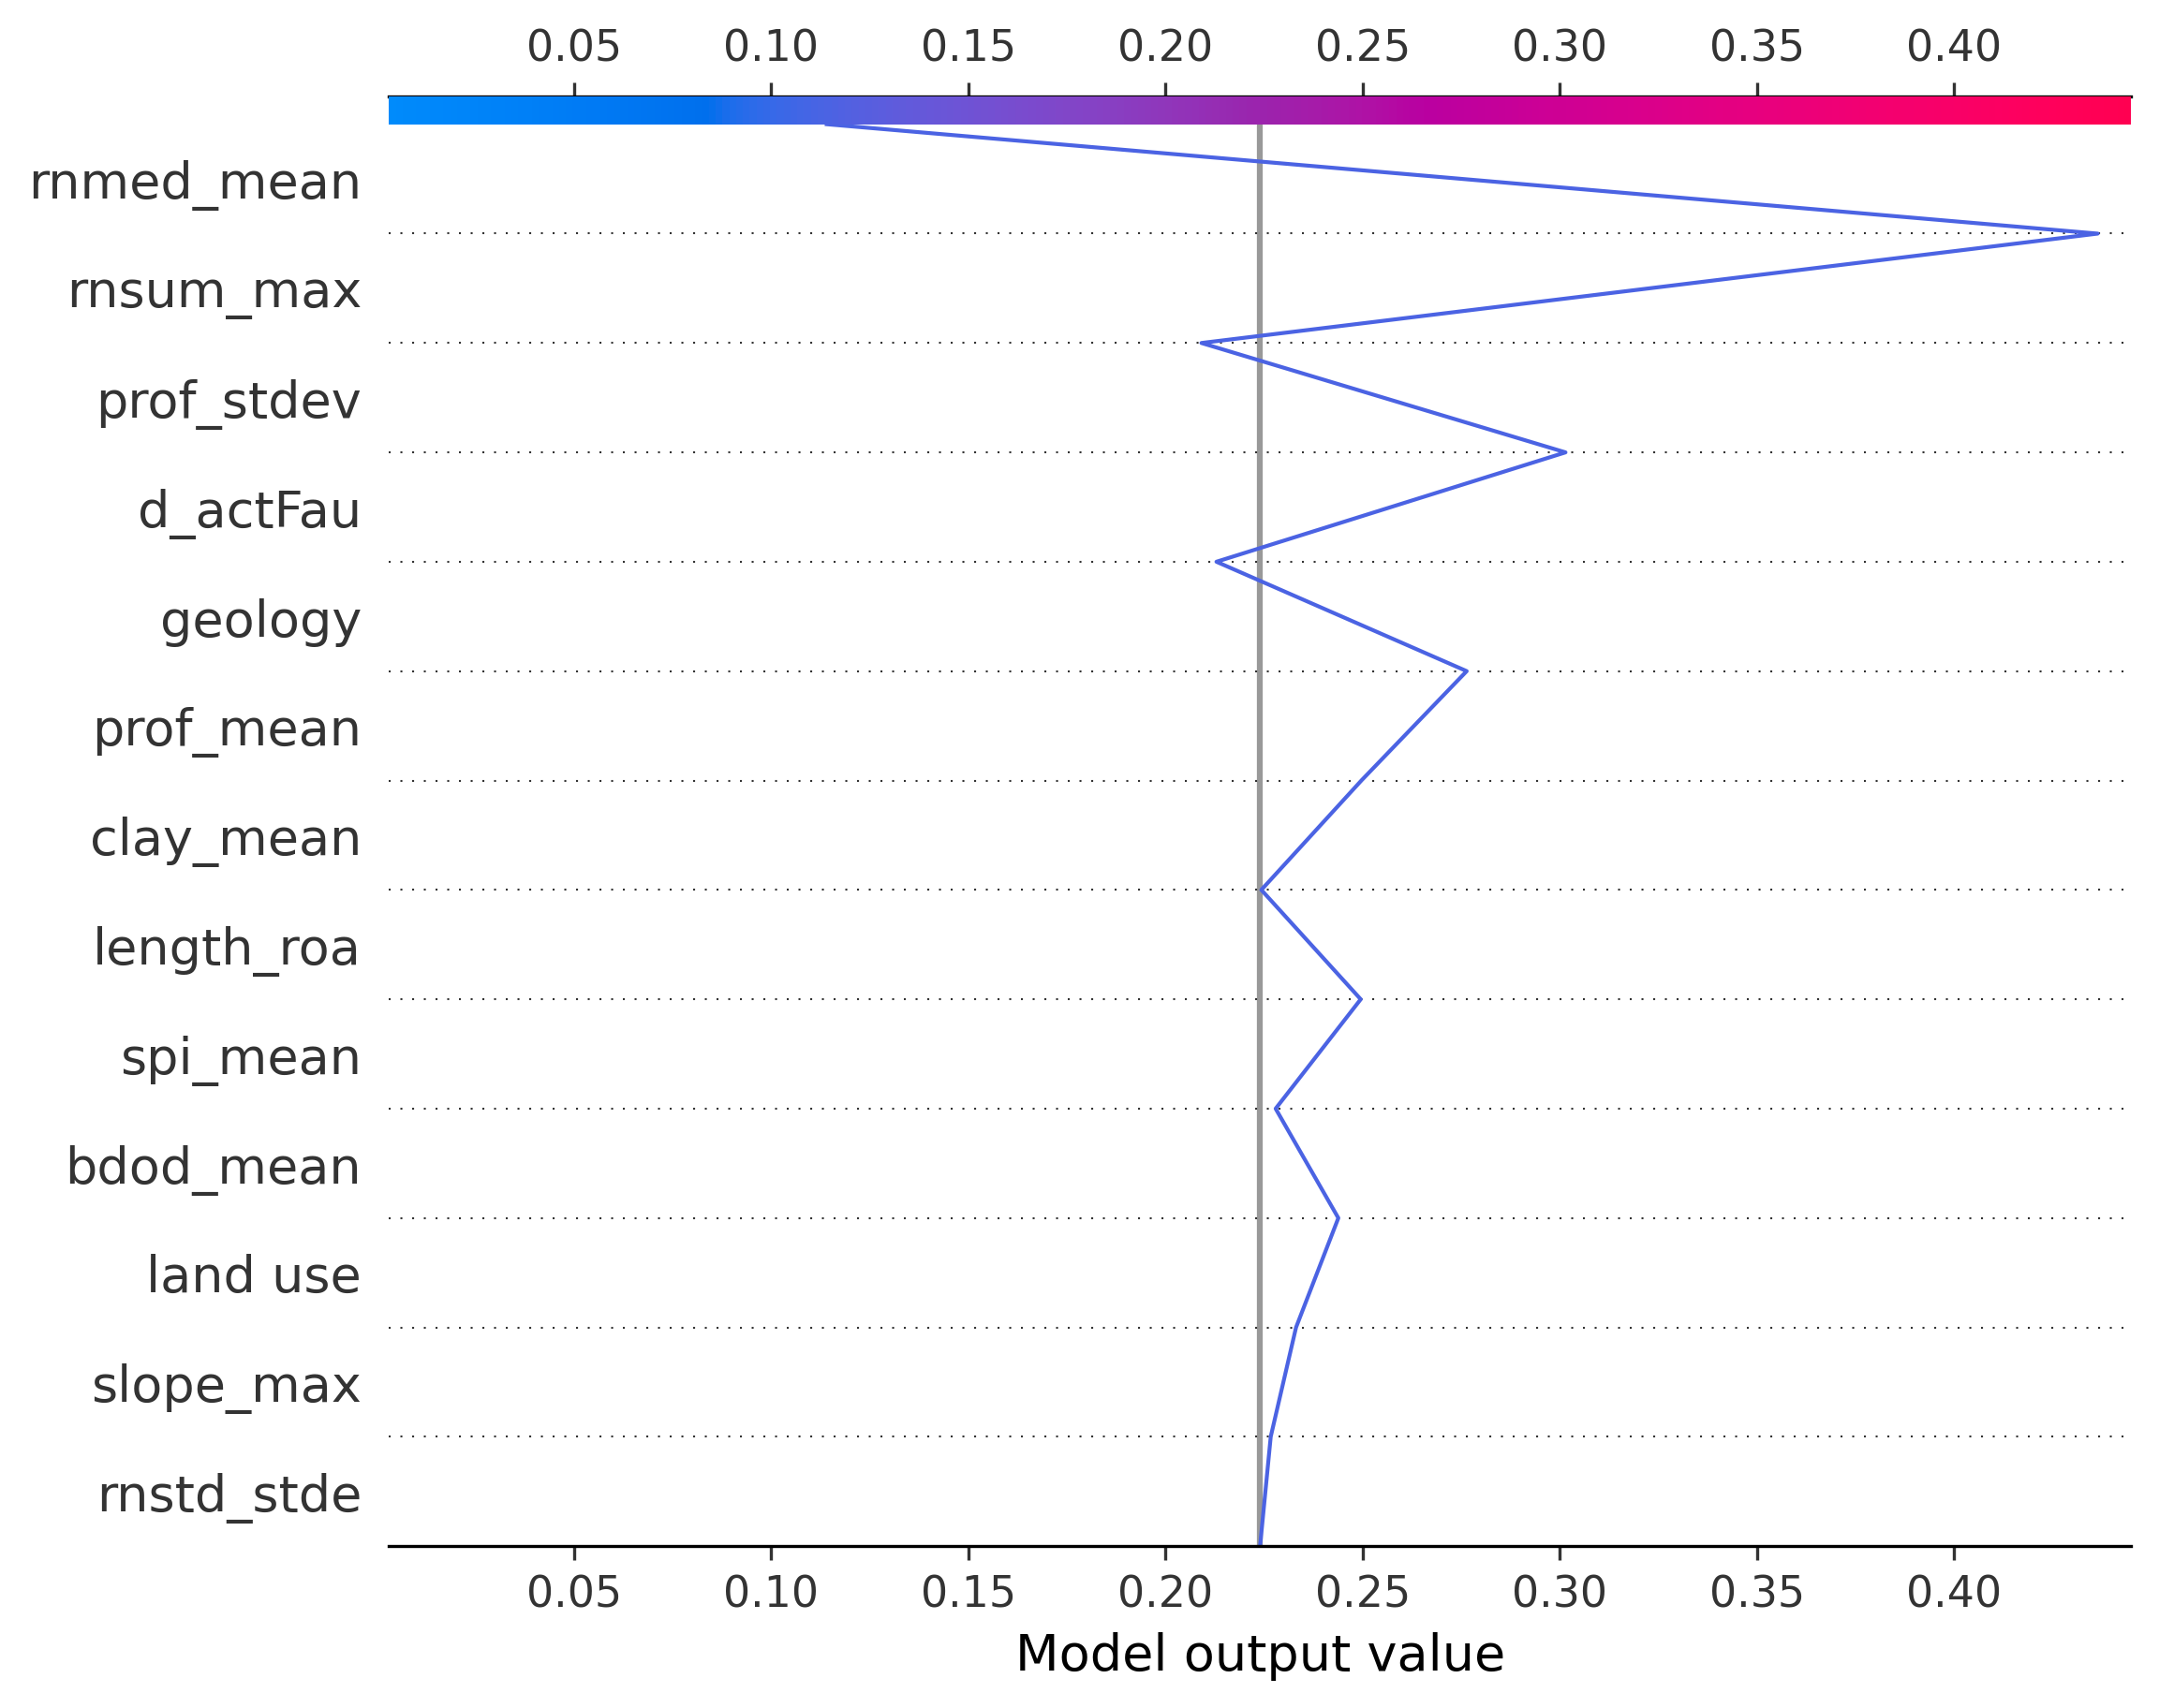 0.05 0.10 0.15 0.20 0.25 0.30 0.35 0.40
rnmed_mean
rnsum_max
prof_stdev
d_actFau
geology
prof_mean
clay_mean
length_roa
spi_mean
bdod_mean
land use
slope_max
rnstd_stde
0.05 0.10 0.15 0.20 0.25 0.30 0.35 0.40
Model output value